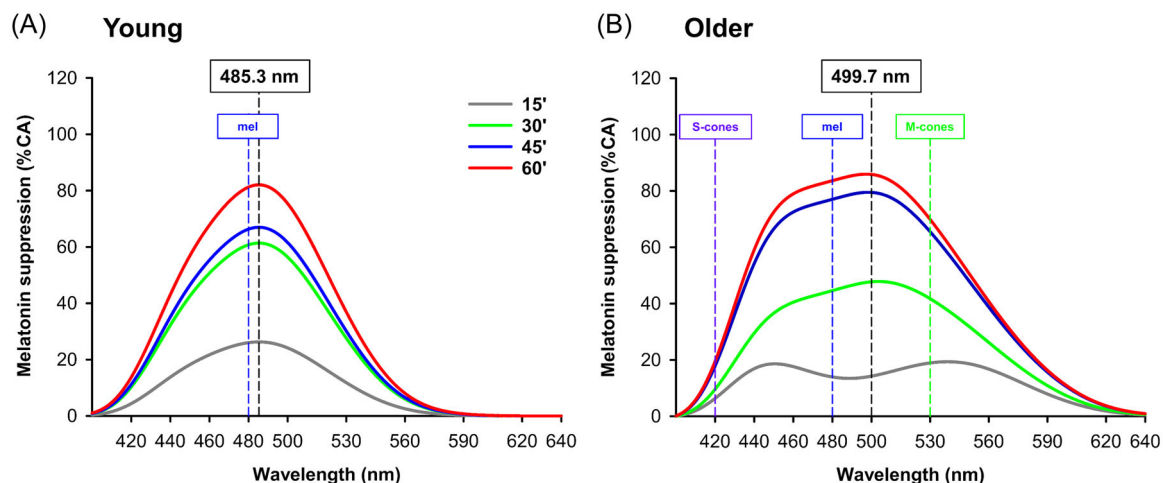 (A) Young
485.3 nm
mel
15'
30'
45'
60'
Melatonin suppression (%CA)
120
100
80
60
40
20
0
420 440 460 480 500 530 560 590 620 640
Wavelength (nm)
(B) Older
499.7 nm
S-cones mel M-cones
Melatonin suppression (%CA)
120
100
80
60
40
20
0
420 440 460 480 500 530 560 590 620 640
Wavelength (nm)